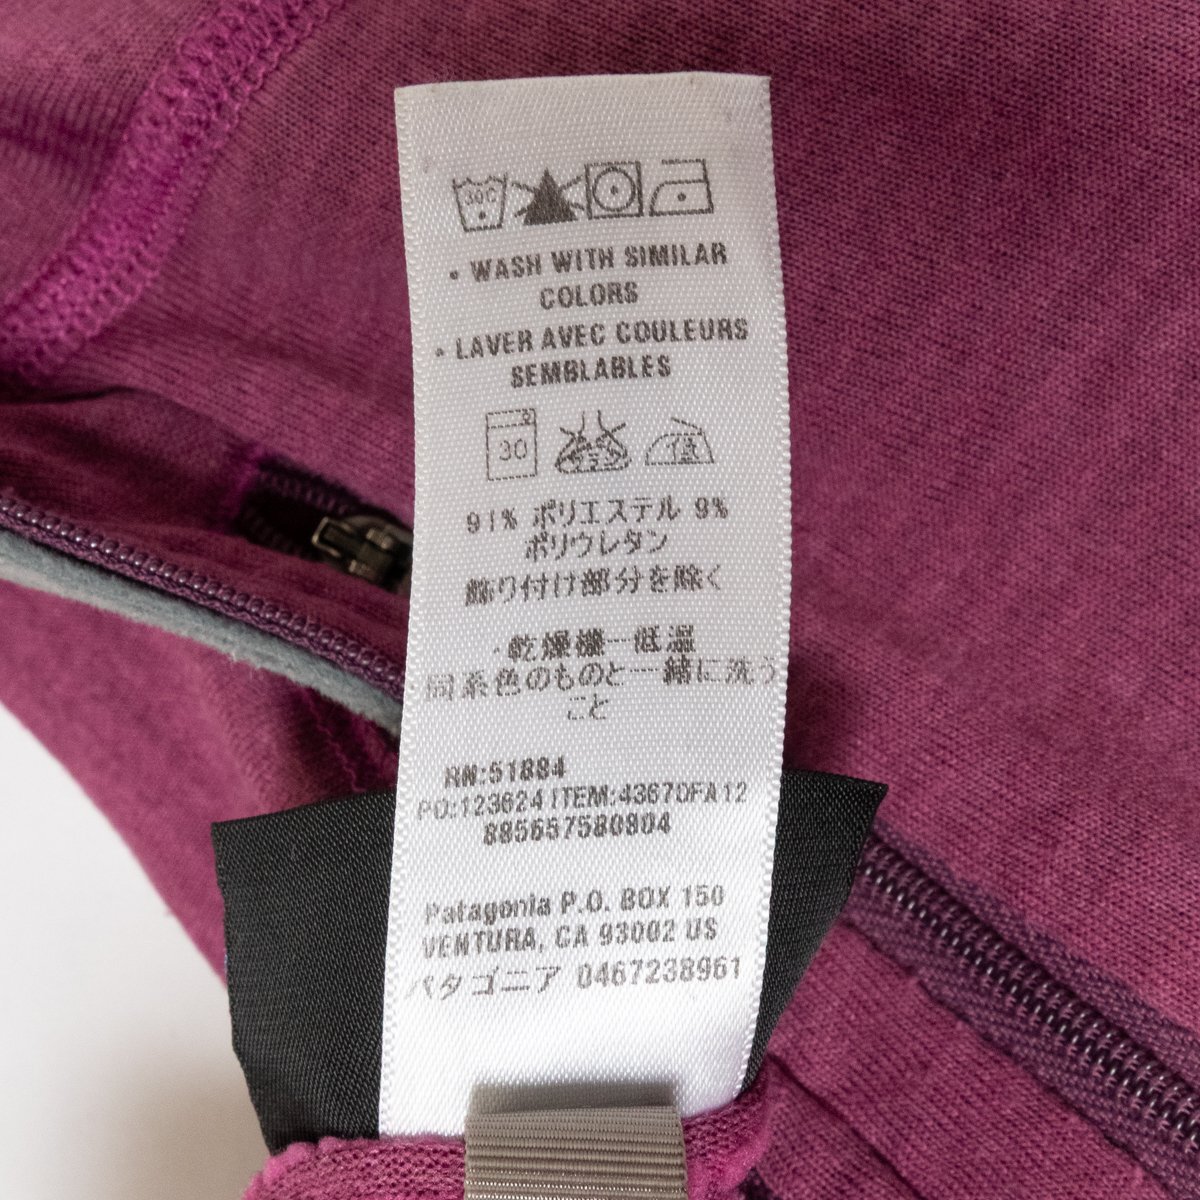 30C
• WASH WITH SIMILAR
COLORS
• LAVER AVEC COULEURS
SEMBLABLES
30
低
91% ポリエステル 9%
ポリウレタン
飾り付け部分を除く
・乾燥機一低温
同系色のものと一緒に洗う
こと
RN:51884
PO:123624 ITEM:43670FA12
885657580804
Patagonia P.O. BOX 150
VENTURA, CA 93002 US
パタゴニア 0467238961